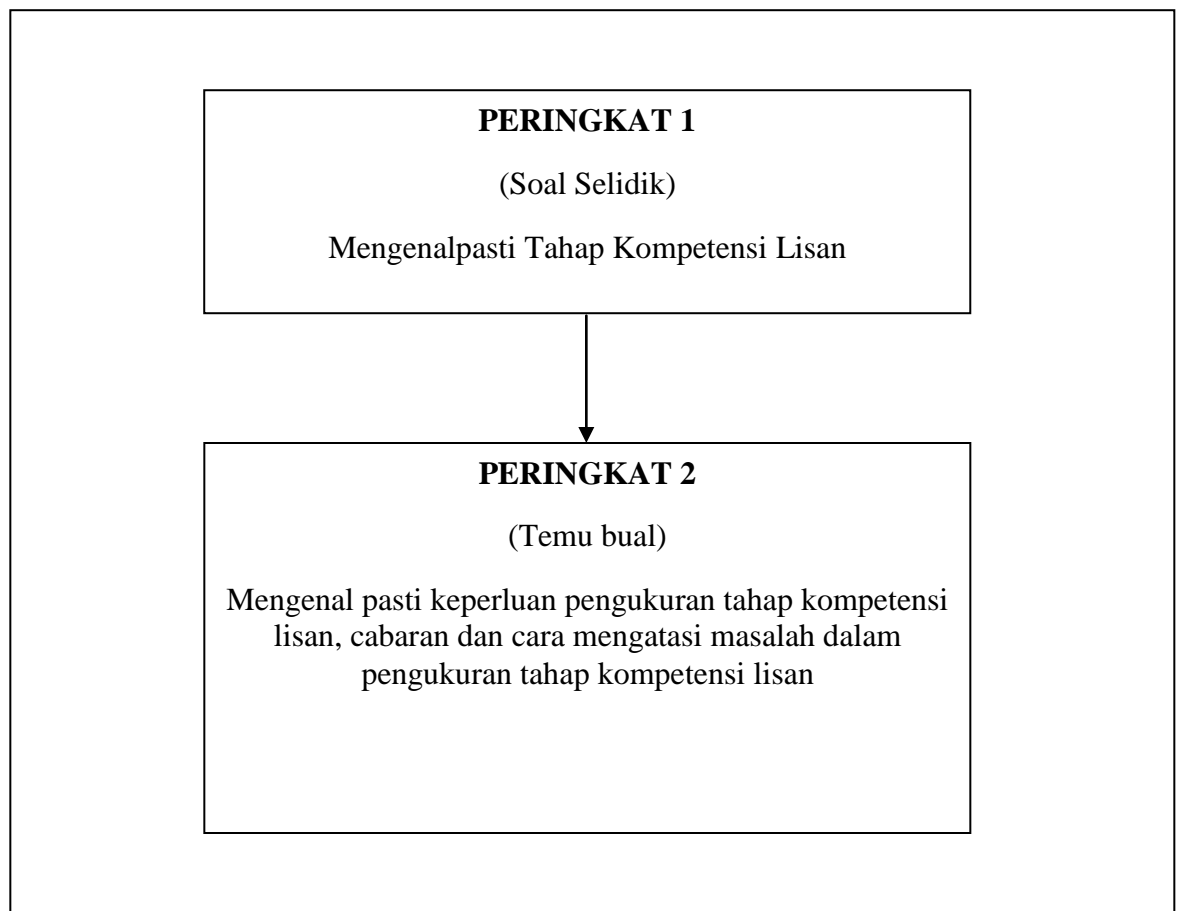 PERINGKAT 1
(Soal Selidik)
Mengenalpasti Tahap Kompetensi Lisan
PERINGKAT 2
(Temu bual)
Mengenal pasti keperluan pengukuran tahap kompetensi
lisan, cabaran dan cara mengatasi masalah dalam
pengukuran tahap kompetensi lisan